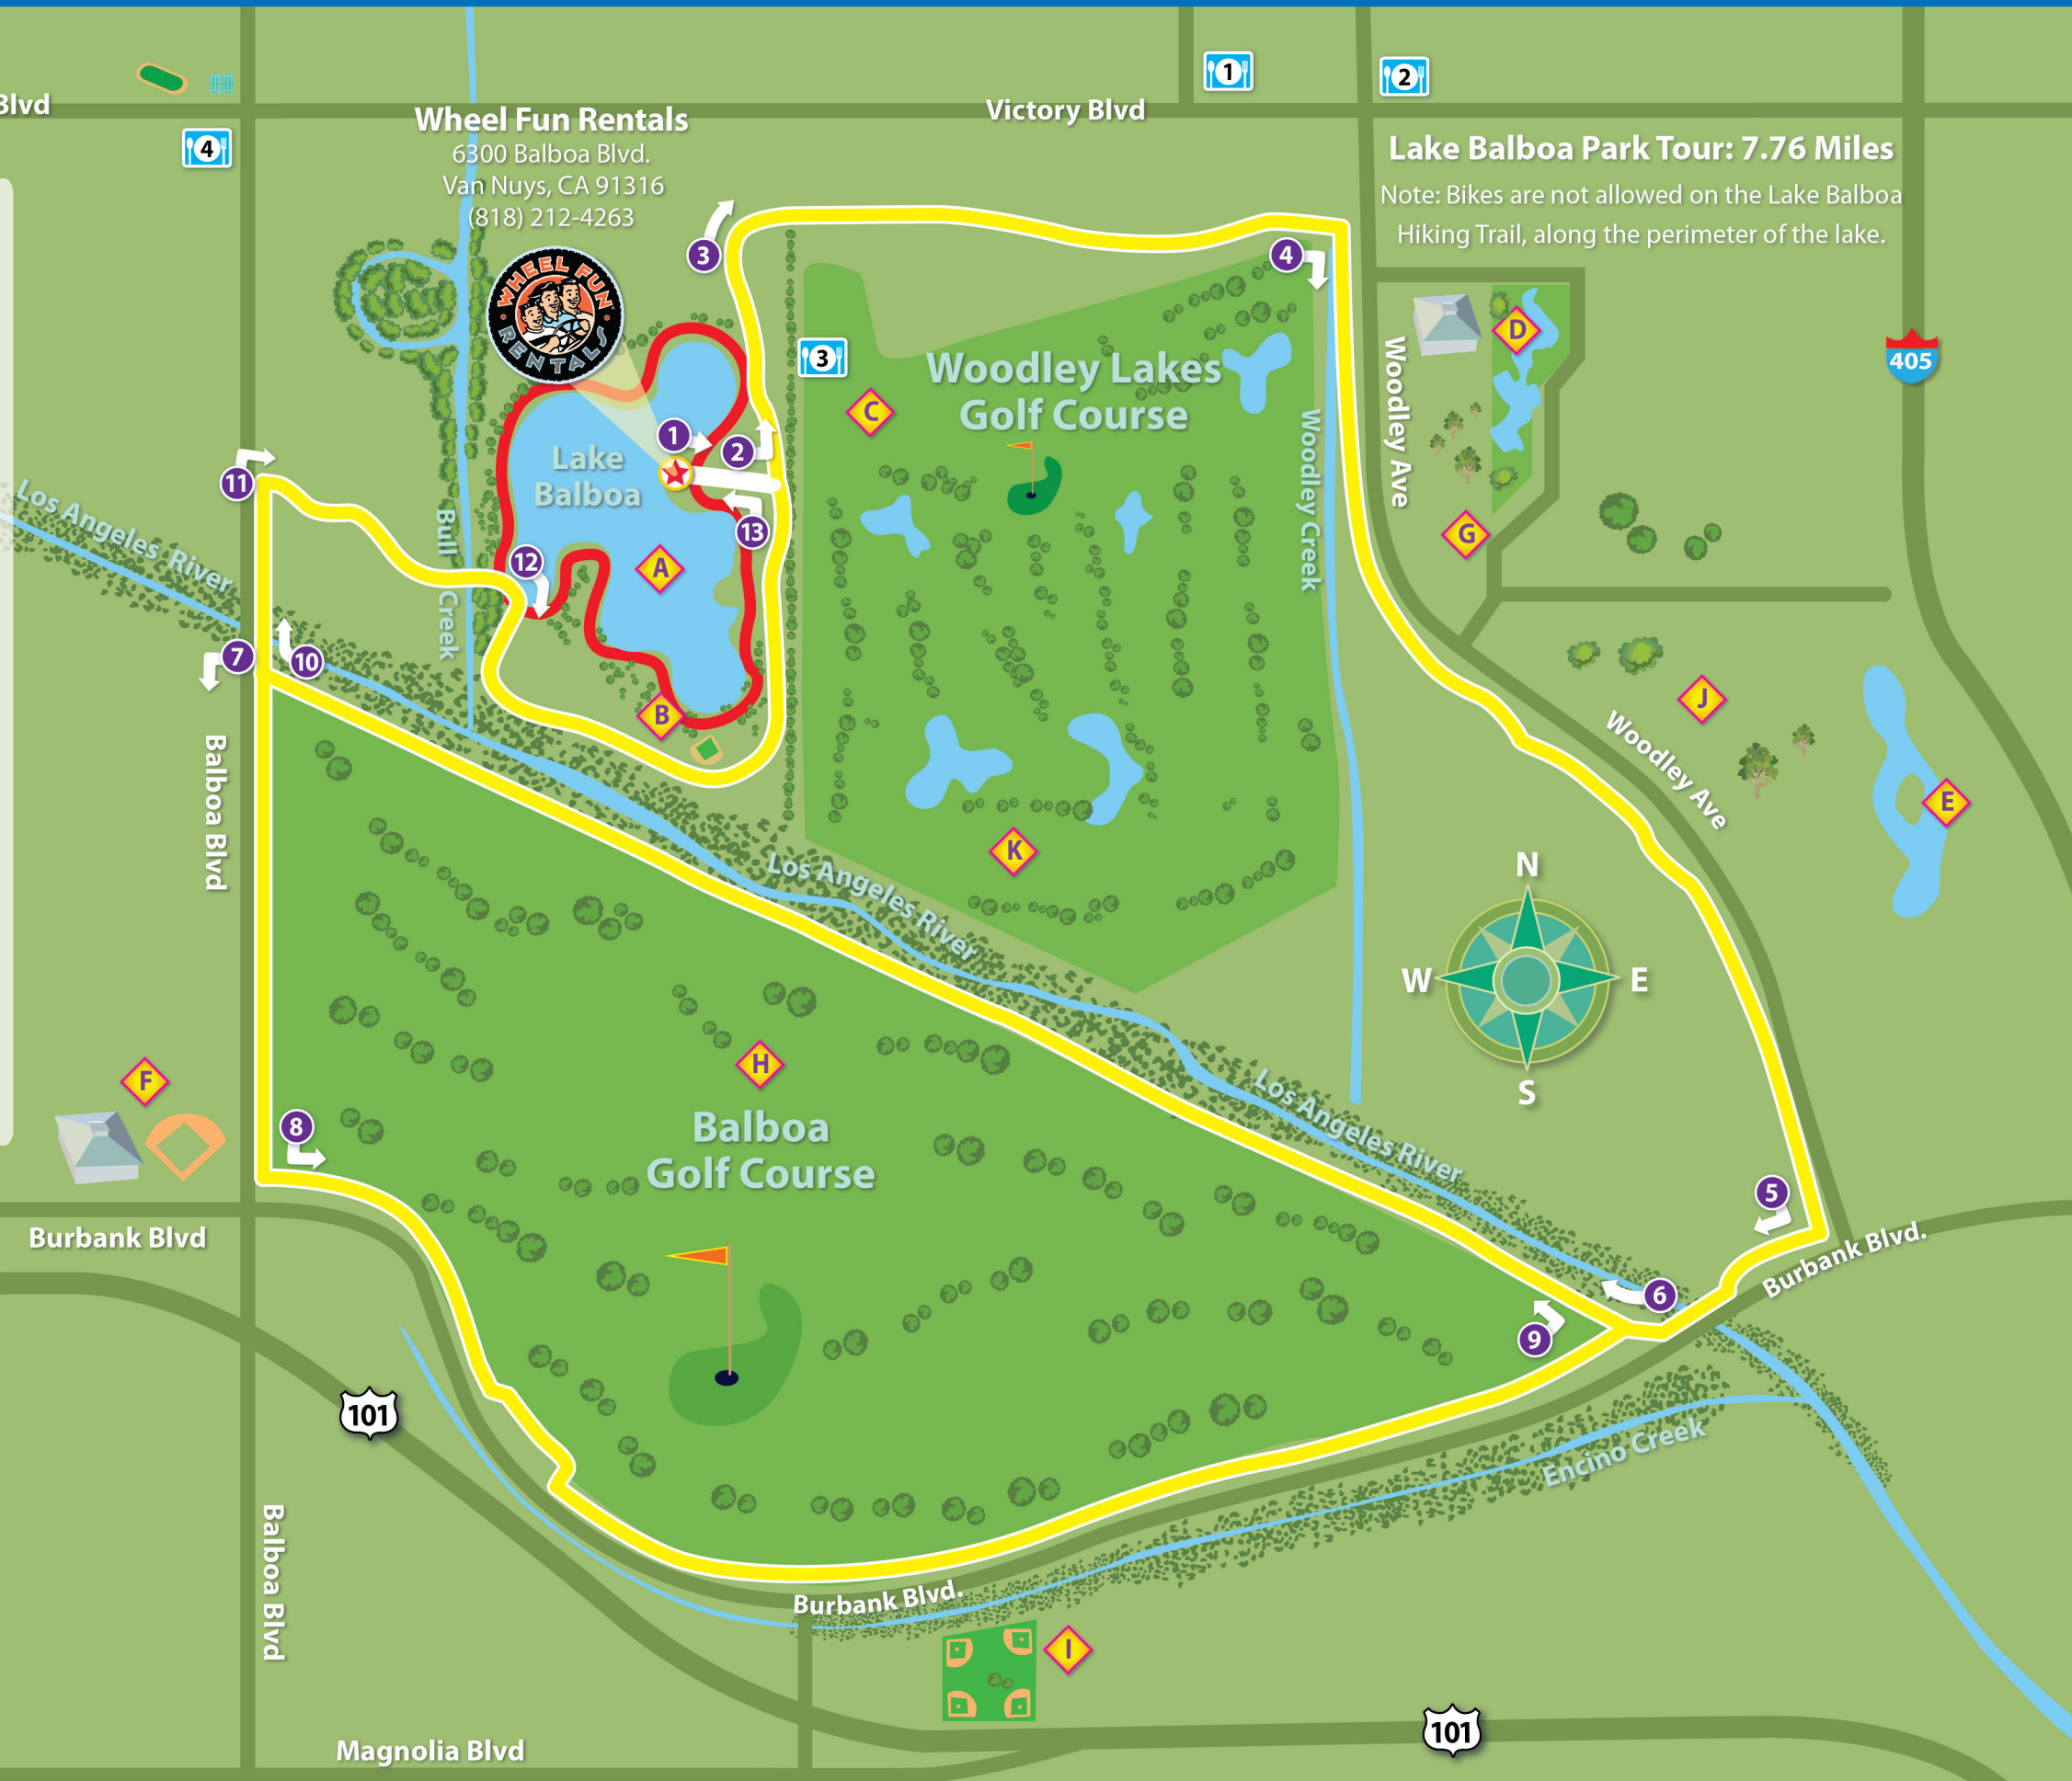 Blvd
1
2
Victory Blvd
Wheel Fun Rentals
6300 Balboa Blvd.
Van Nuys, CA 91316
(818) 212-4263
4
Lake Balboa Park Tour: 7.76 Miles
Note: Bikes are not allowed on the Lake Balboa
Hiking Trail, along the perimeter of the lake.
3
4
WHEEL FUN
RENTALS
D
3
405
Woodley Lakes
Golf Course
C
Woodley Ave
1
2
Lake
Balboa
11
Los Angeles River
Bull Creek
Woodley Creek
13
G
12
A
7
10
B
J
Woodley Ave
Balboa Blvd
E
K
Los Angeles River
N
W
E
S
H
F
Los Angeles River
8
Balboa
Golf Course
5
Burbank Blvd
Burbank Blvd.
6
9
101
Encino Creek
Balboa Blvd
Burbank Blvd.
I
101
Magnolia Blvd